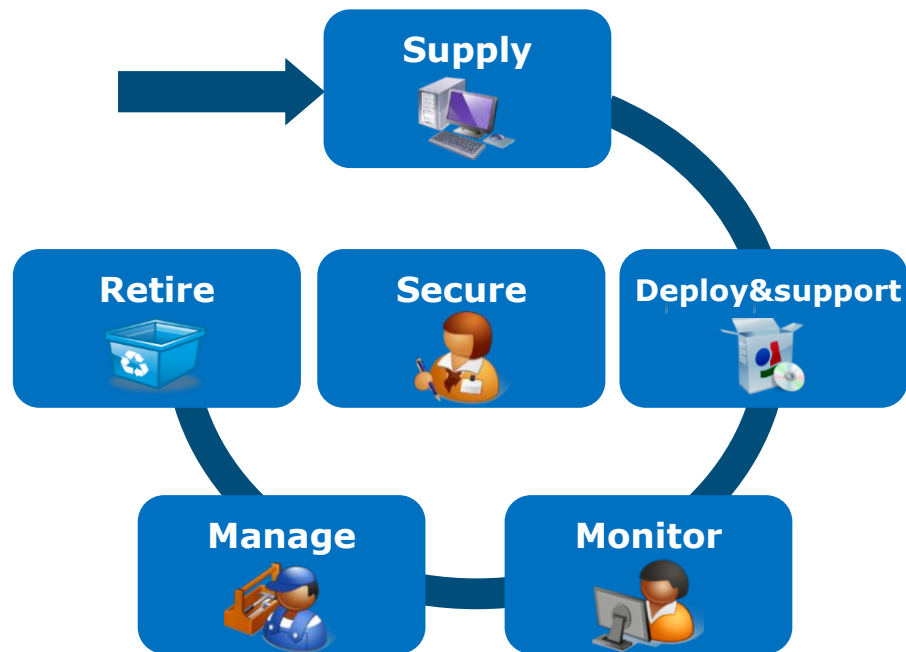 Supply
Retire
Secure
Deploy&support
Manage
Monitor